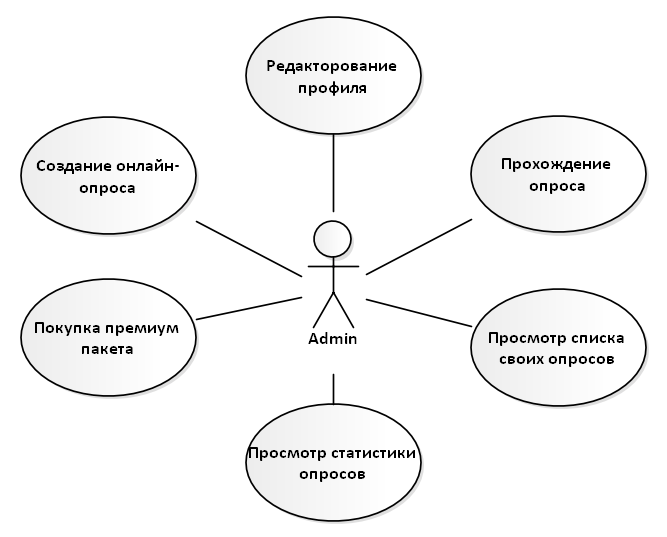 Редакторование
профиля
Создание онлайн-
опроса
Прохождение
опроса
Покупка премиум
пакета
Admin
Просмотр списка
своих опросов
Просмотр статистики
опросов